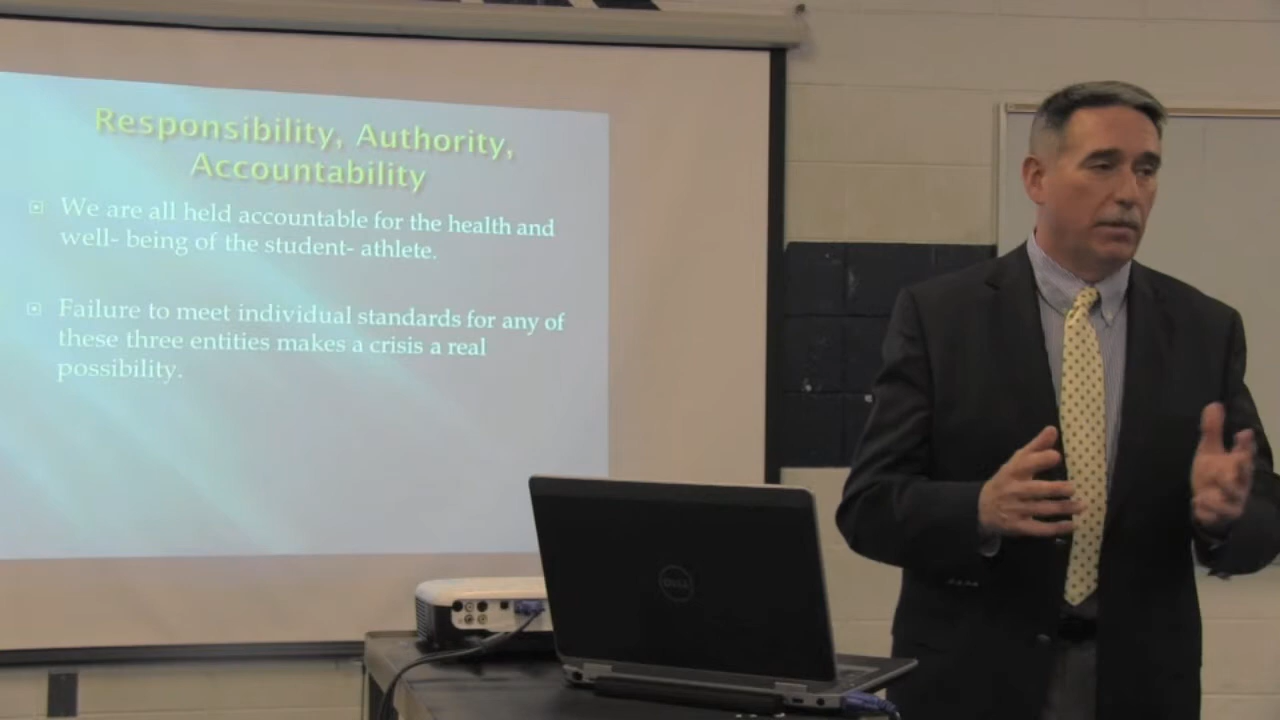 Responsibility, Authority,
Accountability
We are all held accountable for the health and
well- being of the student- athlete.
Failure to meet individual standards for any of
these three entities makes a crisis a real
possibility.
DELL